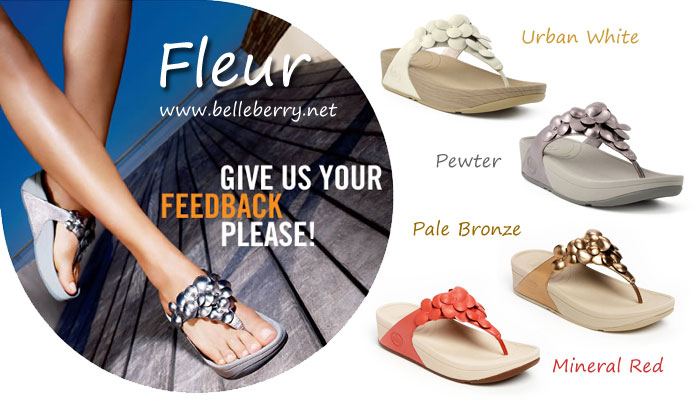 Fleur
www.belleberry.net
GIVE US YOUR
FEEDBACK
PLEASE!
Urban White
Pewter
Pale Bronze
Mineral Red